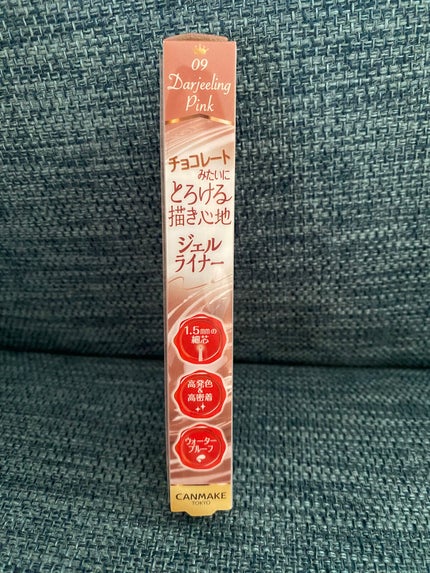 09
Darjeeling
Pink
チョコレート
みたいに
とろける
描き心地
ジェル
ライナー
1.5mmの
細芯
高発色
&
高密着
ウォーター
プルーフ
CANMAKE
TOKYO